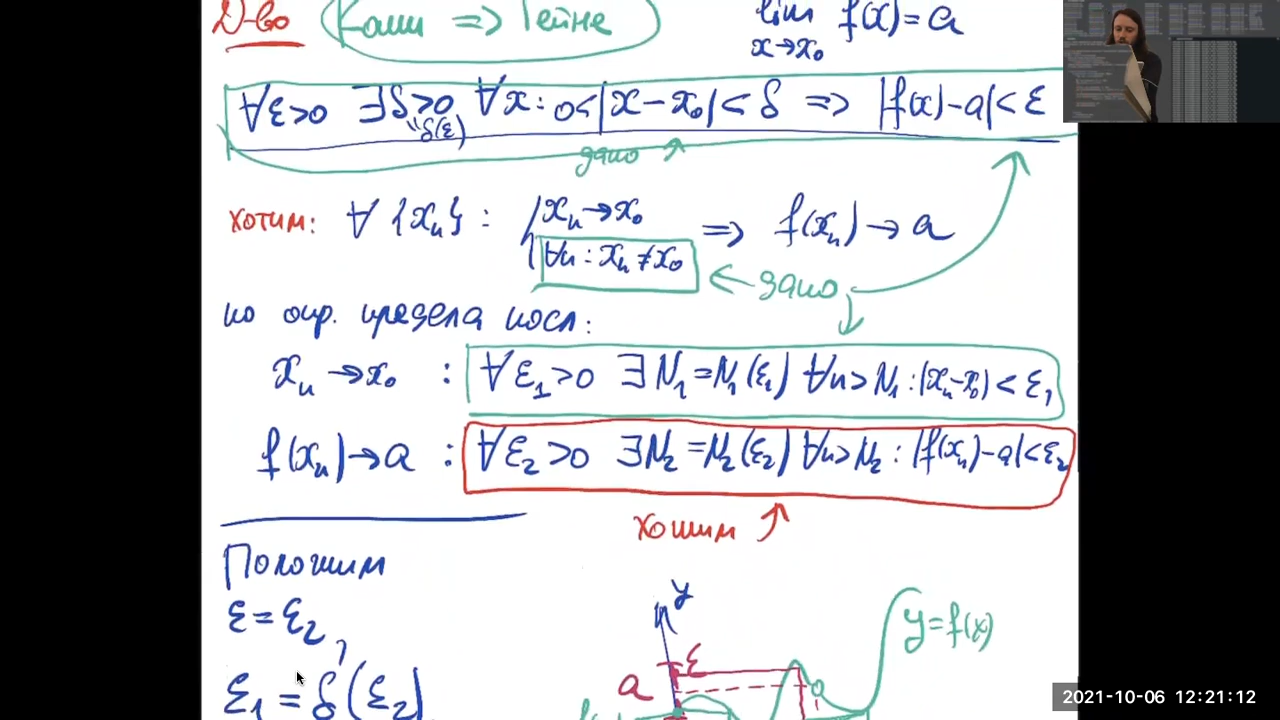 Д-во Коши => Гейне lim f(x)=a
x→x₀
∀ε>0 ∃δ>0 ∀x : 0<|x-x₀|<δ => |f(x)-a|<ε
"δ(ε)
дано
хотим: ∀ {xₙ} : xₙ→x₀ => f(xₙ)→a
∀n : xₙ≠x₀
дано
по опр. предела посл:
xₙ→x₀ : ∀ε₁>0 ∃N₁=N₁(ε₁) ∀n>N₁ : |xₙ-x₀|<ε₁
f(xₙ)→a : ∀ε₂>0 ∃N₂=N₂(ε₂) ∀n>N₂ : |f(xₙ)-a|<ε₂
хотим
Положим
ε=ε₂,
ε₁=δ(ε₂)
y
ε
a
y=f(x)
2021-10-06 12:21:12